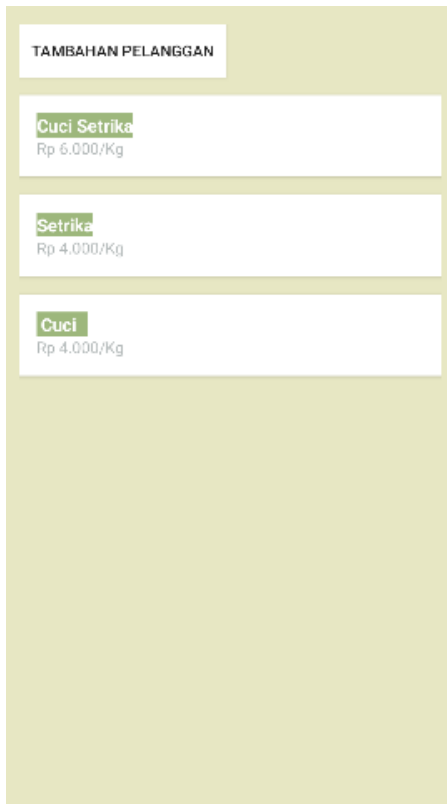 TAMBAHAN PELANGGAN
Cuci Setrika
Rp 6.000/Kg
Setrika
Rp 4.000/Kg
Cuci
Rp 4.000/Kg